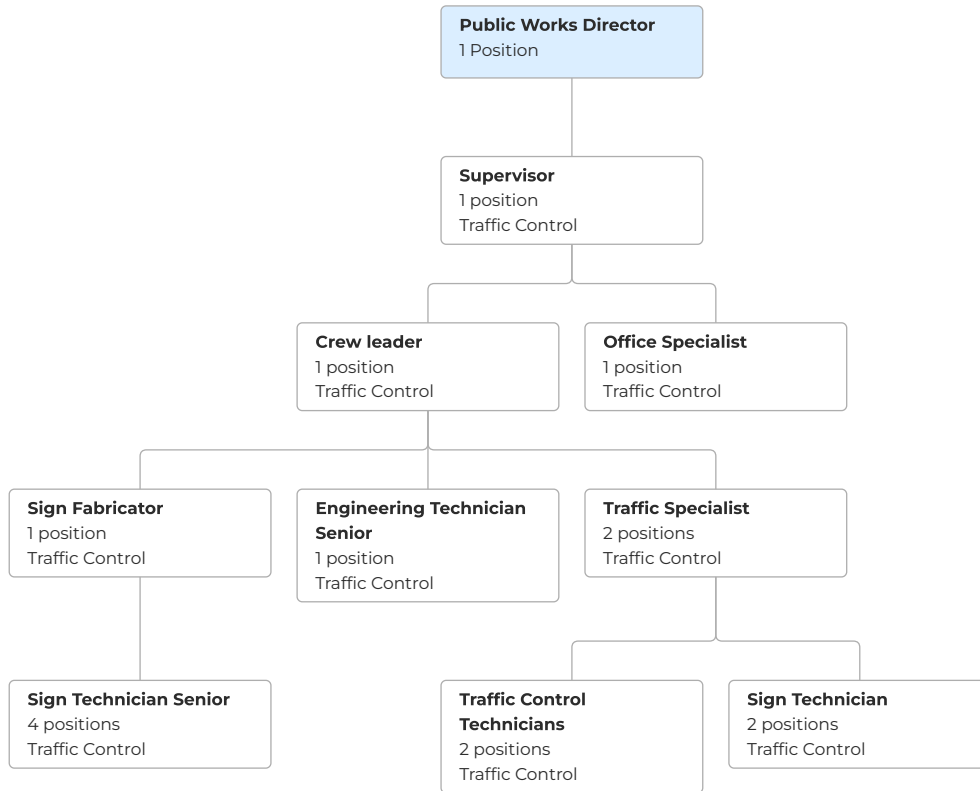 Public Works Director
1 Position
Supervisor
1 position
Traffic Control
Crew leader
1 position
Traffic Control
Office Specialist
1 position
Traffic Control
Sign Fabricator
1 position
Traffic Control
Engineering Technician
Senior
1 position
Traffic Control
Traffic Specialist
2 positions
Traffic Control
Sign Technician Senior
4 positions
Traffic Control
Traffic Control
Technicians
2 positions
Traffic Control
Sign Technician
2 positions
Traffic Control